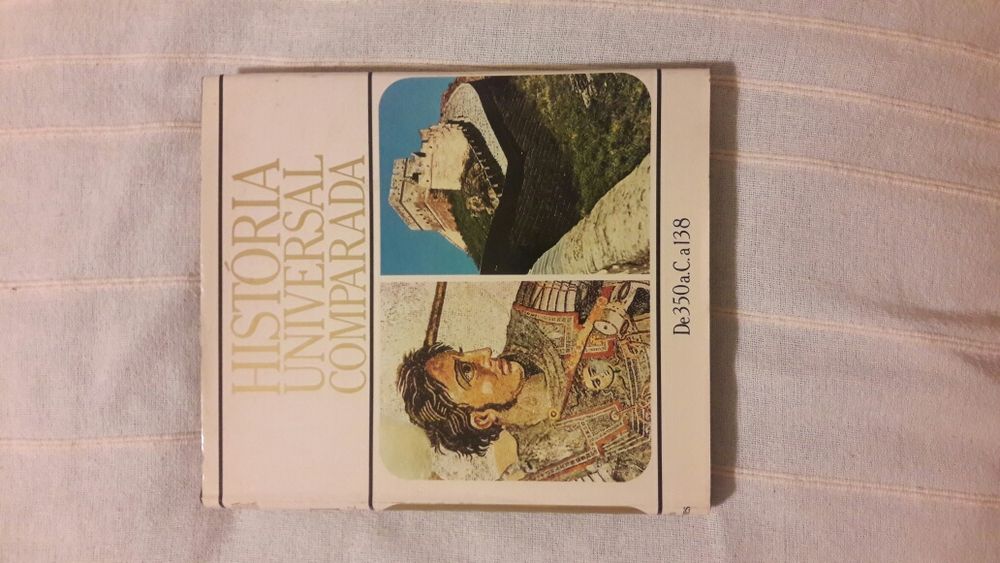 HISTÓRIA
UNIVERSAL
COMPARADA
De 350 a.C. a 138